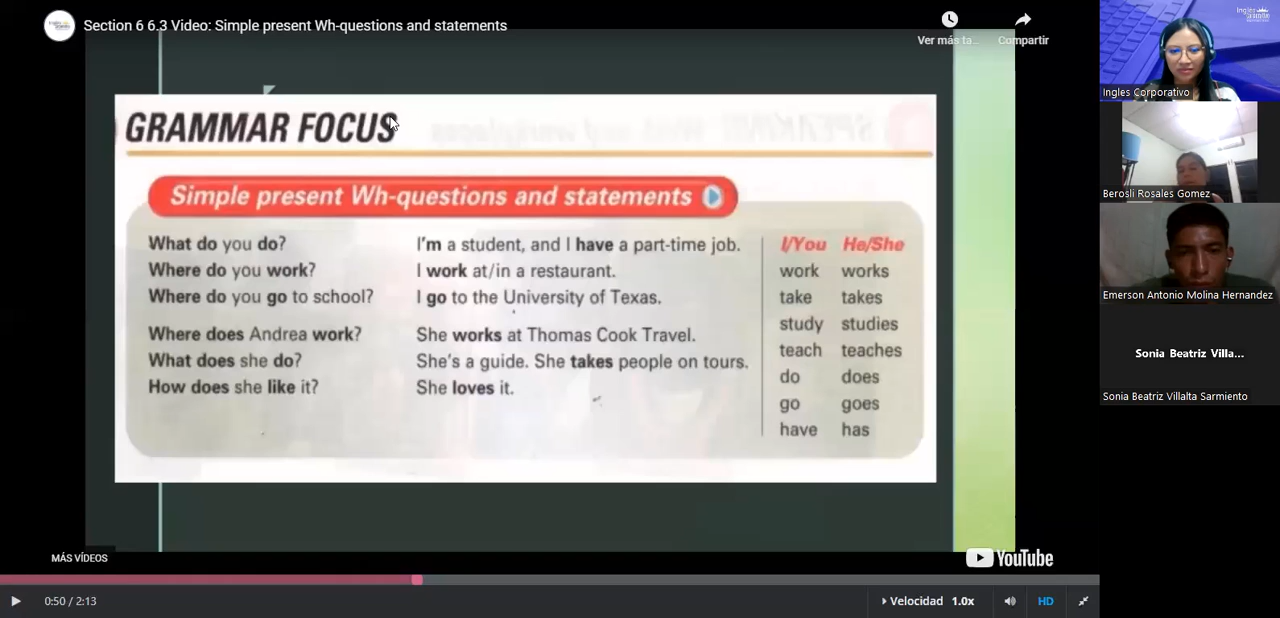 Section 6 6.3 Video: Simple present Wh-questions and statements
Ver más ta...
Compartir
GRAMMAR FOCUS
Simple present Wh-questions and statements
What do you do? I'm a student, and I have a part-time job.
Where do you work? I work at/in a restaurant.
Where do you go to school? I go to the University of Texas.
Where does Andrea work? She works at Thomas Cook Travel.
What does she do? She's a guide. She takes people on tours.
How does she like it? She loves it.
I/You He/She
work works
take takes
study studies
teach teaches
do does
go goes
have has
MÁS VÍDEOS
YouTube
0:50 / 2:13
Velocidad 1.0x
HD
Ingles Corporativo
Berosli Rosales Gomez
Emerson Antonio Molina Hernandez
Sonia Beatriz Villa...
Sonia Beatriz Villalta Sarmiento